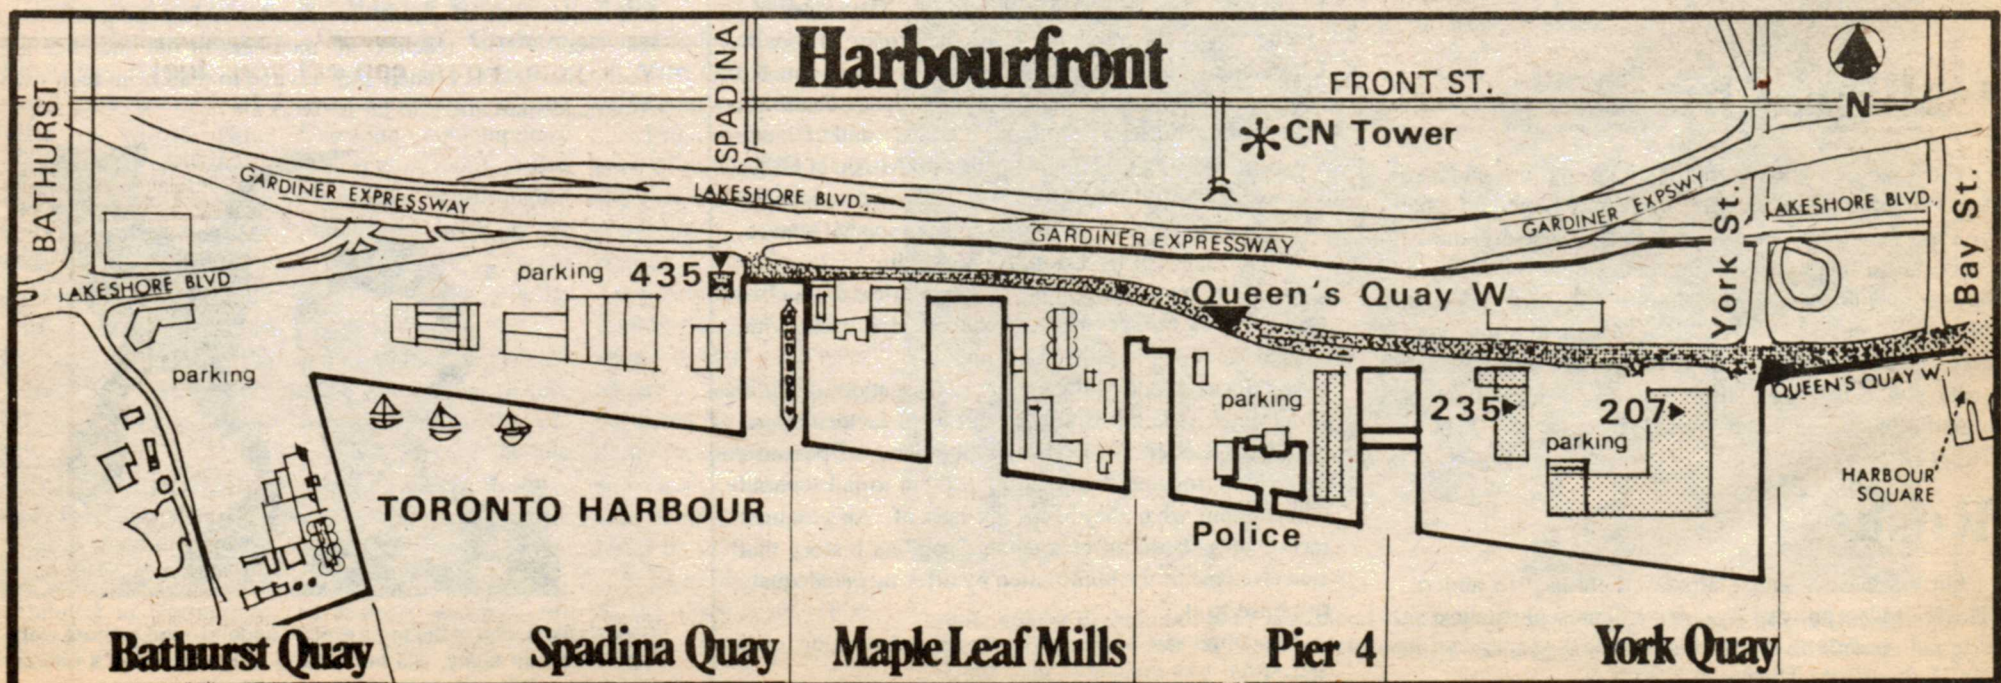 Harbourfront
BATHURST
SPADINA
FRONT ST.
N
CN Tower
GARDINER EXPRESSWAY
LAKESHORE BLVD.
GARDINER EXPRESSWAY
GARDINER EXPSWY
York St.
LAKESHORE BLVD.
Bay St.
LAKESHORE BLVD
parking
435
Queen's Quay W
parking
parking
235
207
parking
QUEEN'S QUAY W
HARBOUR
SQUARE
TORONTO HARBOUR
Police
Bathurst Quay
Spadina Quay
Maple Leaf Mills
Pier 4
York Quay